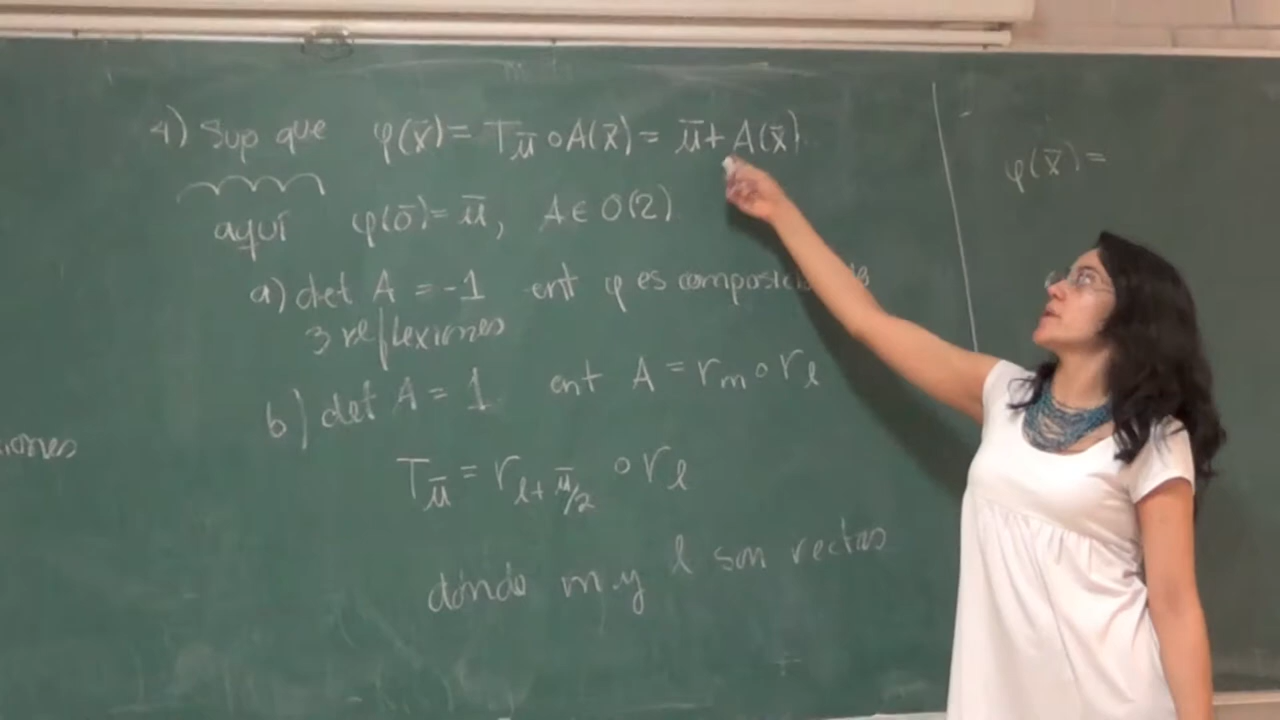 4) Sup que φ(x̄) = T_ū ∘ A(x̄) = ū + A(x̄)
aquí φ(ō) = ū, A ∈ O(2)
a) det A = -1 ent φ es composición de
3 reflexiones
b) det A = 1 ent A = r_m ∘ r_l
T_ū = r_{l + ū/2} ∘ r_l
donde m y l son rectas
φ(x̄) =